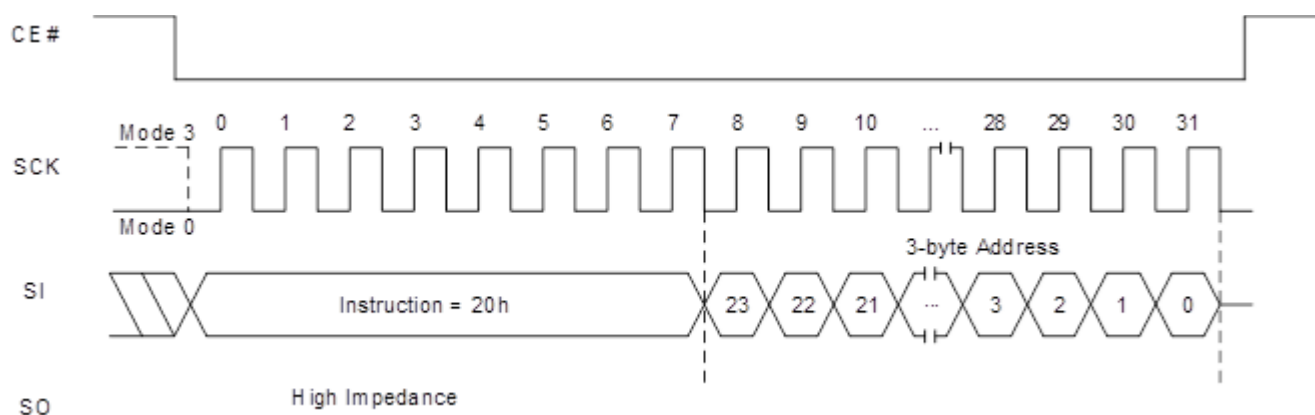 CE#
0 1 2 3 4 5 6 7 8 9 10 ... 28 29 30 31
Mode 3
SCK
Mode 0
3-byte Address
SI
Instruction = 20h 23 22 21 ... 3 2 1 0
High Impedance
SO